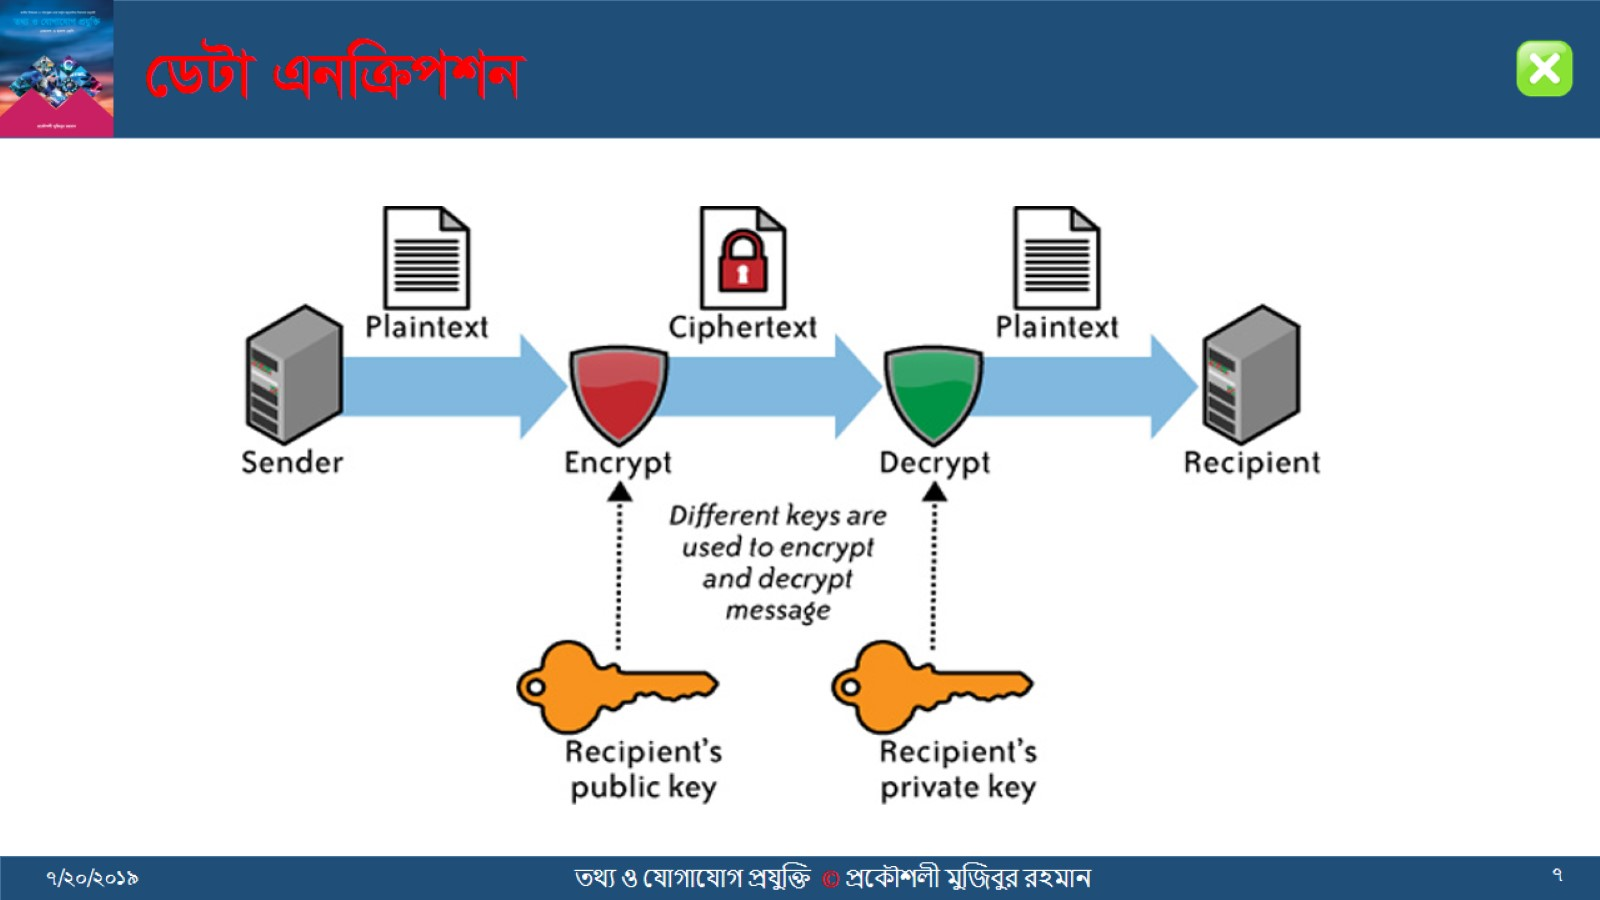 ডেটা এনক্রিপশন
Plaintext
Ciphertext
Plaintext
Sender
Encrypt
Decrypt
Recipient
Different keys are
used to encrypt
and decrypt
message
Recipient's
public key
Recipient's
private key
৭/২০/২০১৯
তথ্য ও যোগাযোগ প্রযুক্তি © প্রকৌশলী মুজিবুর রহমান
৭